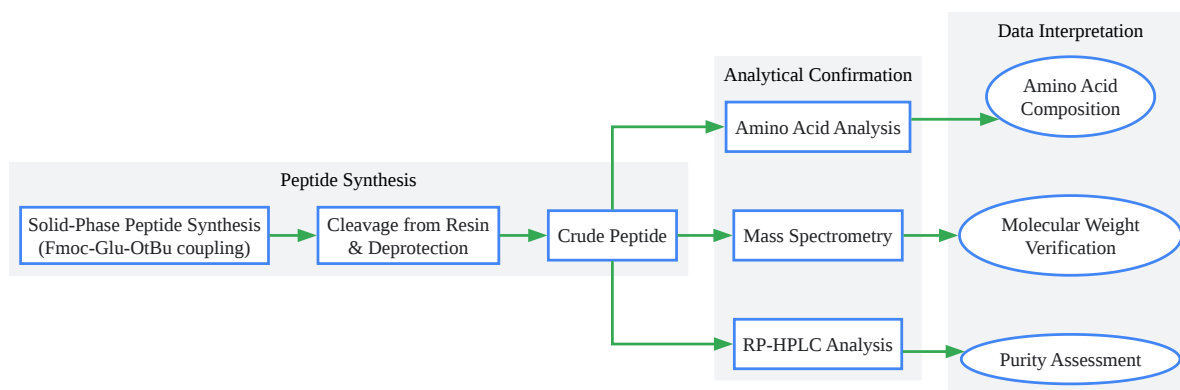 Data Interpretation
Analytical Confirmation
Amino Acid
Composition
Amino Acid Analysis
Peptide Synthesis
Solid-Phase Peptide Synthesis
(Fmoc-Glu-OtBu coupling)
Cleavage from Resin
& Deprotection
Crude Peptide
Mass Spectrometry
Molecular Weight
Verification
RP-HPLC Analysis
Purity Assessment